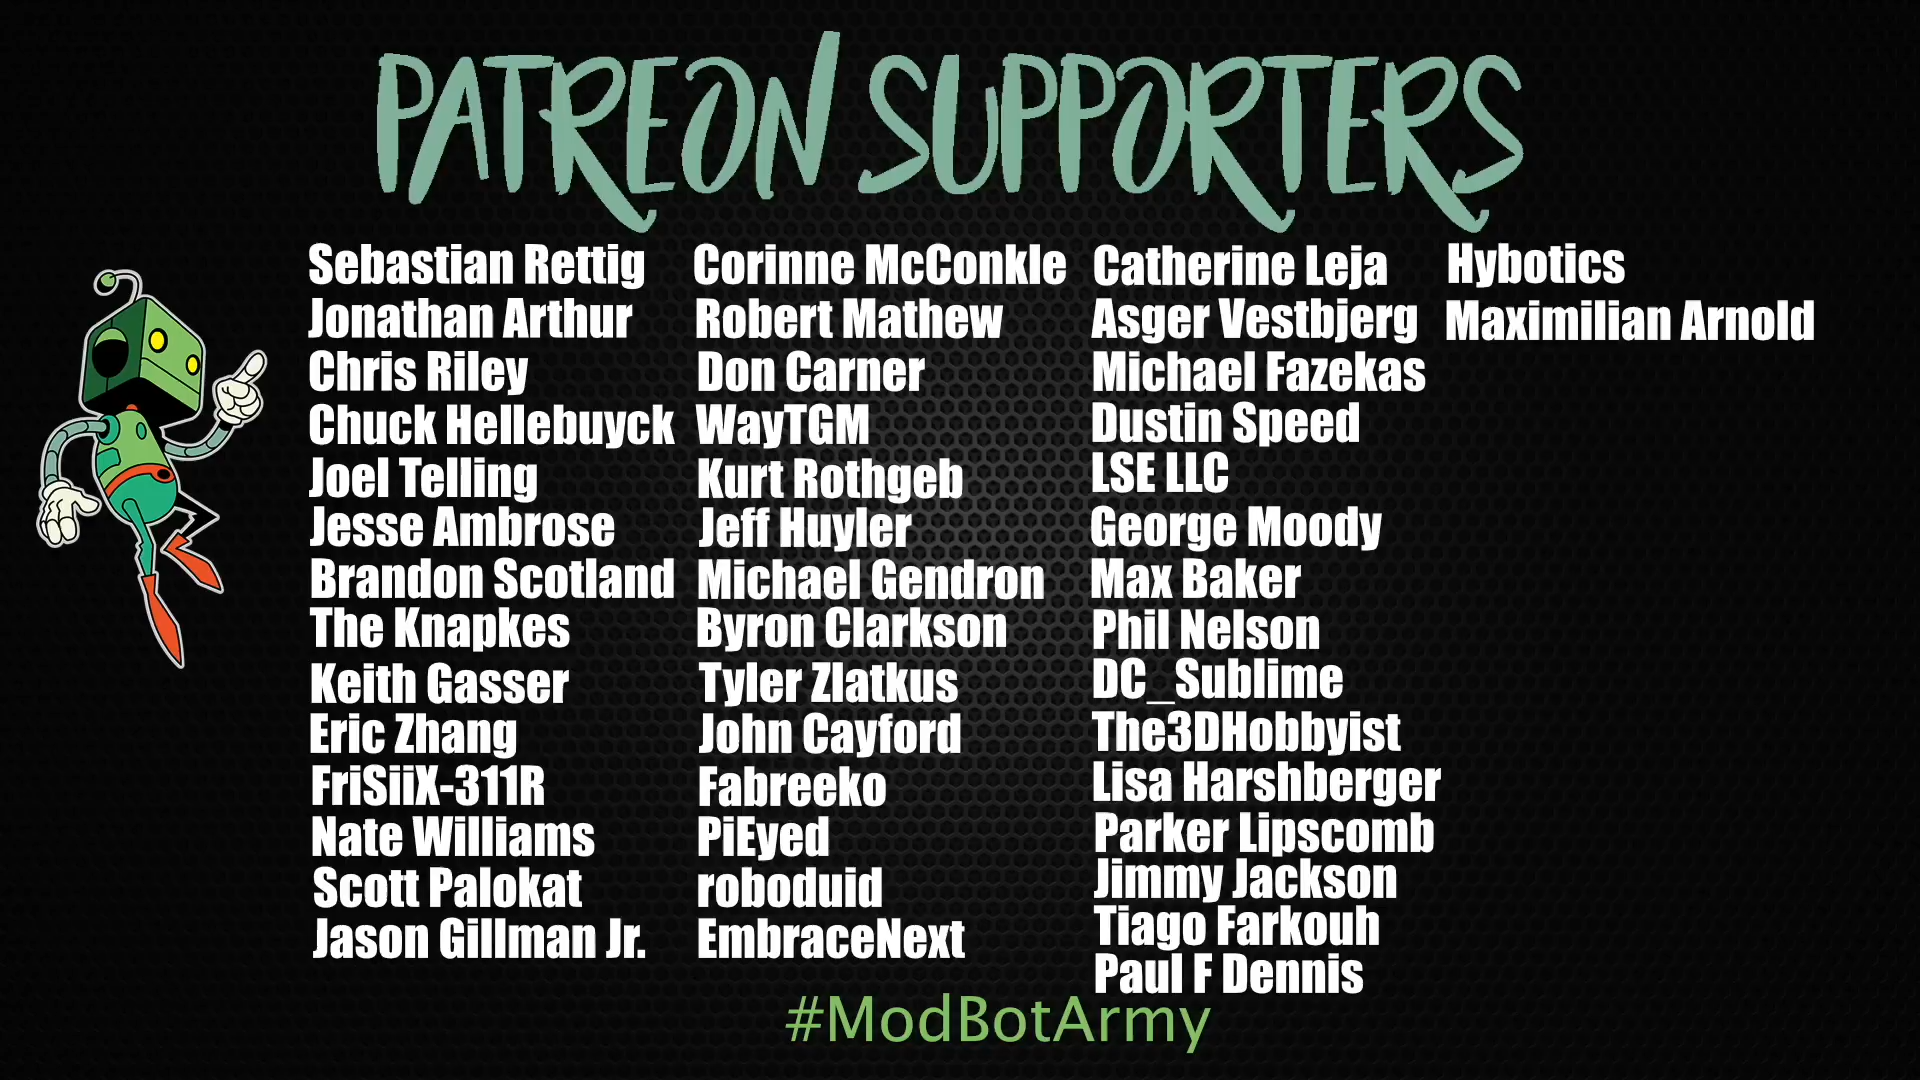 PATREON SUPPORTERS
Sebastian Rettig
Jonathan Arthur
Chris Riley
Chuck Hellebuyck
Joel Telling
Jesse Ambrose
Brandon Scotland
The Knapkes
Keith Gasser
Eric Zhang
FriSiiX-311R
Nate Williams
Scott Palokat
Jason Gillman Jr.
Corinne McConkle
Robert Mathew
Don Carner
WayTGM
Kurt Rothgeb
Jeff Huyler
Michael Gendron
Byron Clarkson
Tyler Zlatkus
John Cayford
Fabreeko
PiEyed
roboduid
EmbraceNext
Catherine Leja
Asger Vestbjerg
Michael Fazekas
Dustin Speed
LSE LLC
George Moody
Max Baker
Phil Nelson
DC_Sublime
The3DHobbyist
Lisa Harshberger
Parker Lipscomb
Jimmy Jackson
Tiago Farkouh
Paul F Dennis
Hybotics
Maximilian Arnold
#ModBotArmy